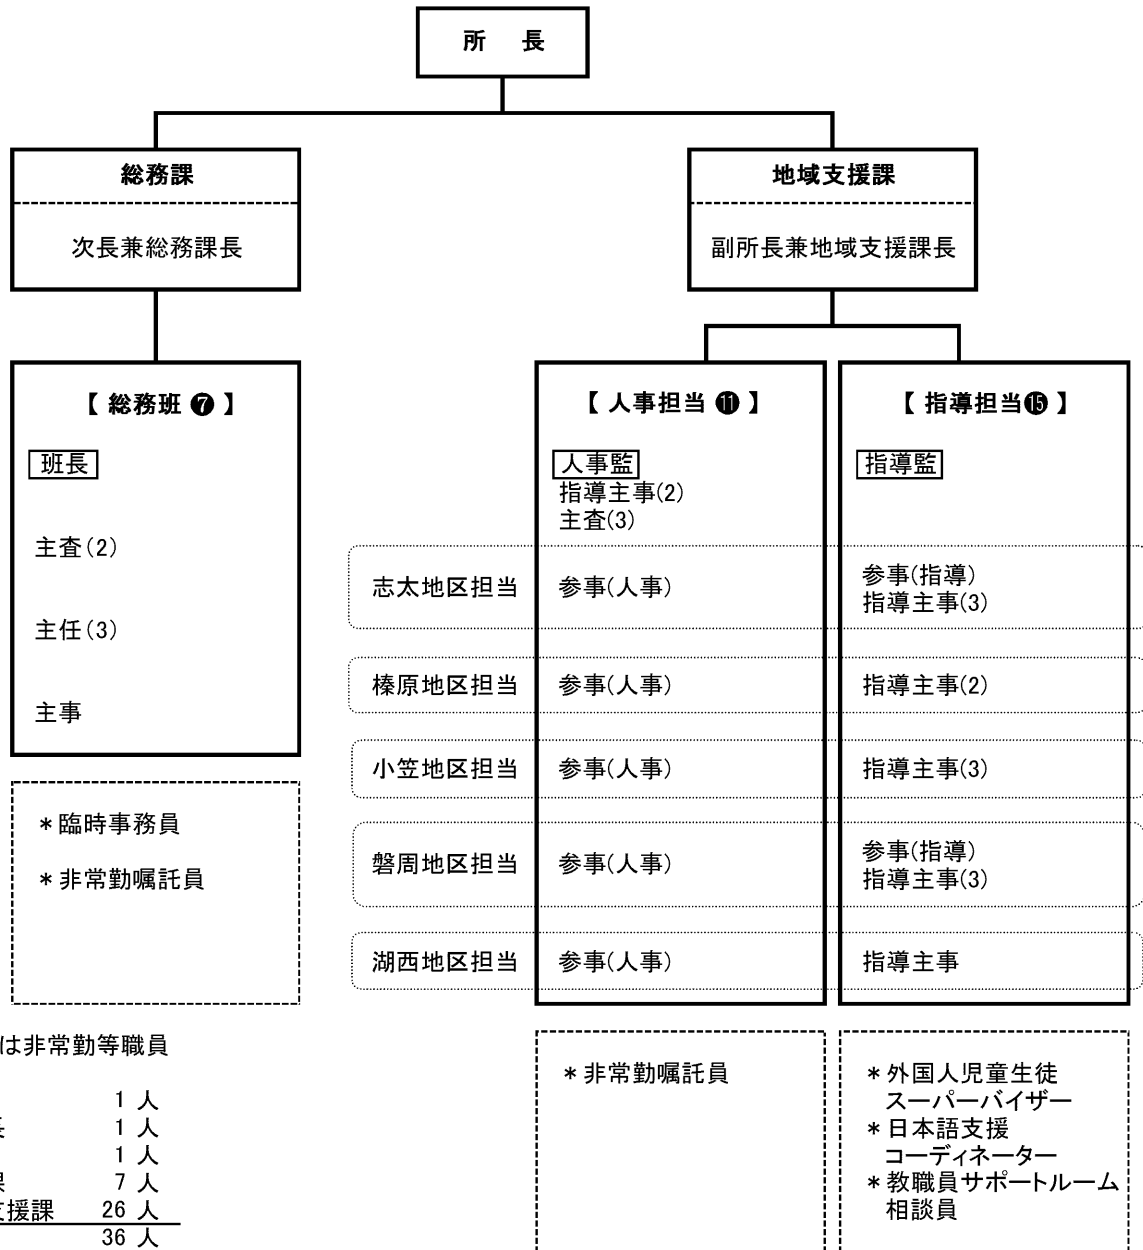 所　長
総務課
次長兼総務課長
地域支援課
副所長兼地域支援課長
【 総務班 ❼ 】
班長
主査(2)
主任(3)
主事
＊臨時事務員
＊非常勤嘱託員
【 人事担当 ⓫ 】
人事監
指導主事(2)
主査(3)
【 指導担当⓯ 】
指導監
志太地区担当 参事(人事) 参事(指導)
指導主事(3)
榛原地区担当 参事(人事) 指導主事(2)
小笠地区担当 参事(人事) 指導主事(3)
磐周地区担当 参事(人事) 参事(指導)
指導主事(3)
湖西地区担当 参事(人事) 指導主事
＊非常勤嘱託員
＊外国人児童生徒
スーパーバイザー
＊日本語支援
コーディネーター
＊教職員サポートルーム
相談員
は非常勤等職員
1 人
長 1 人
1 人
課 7 人
支援課 26 人
36 人